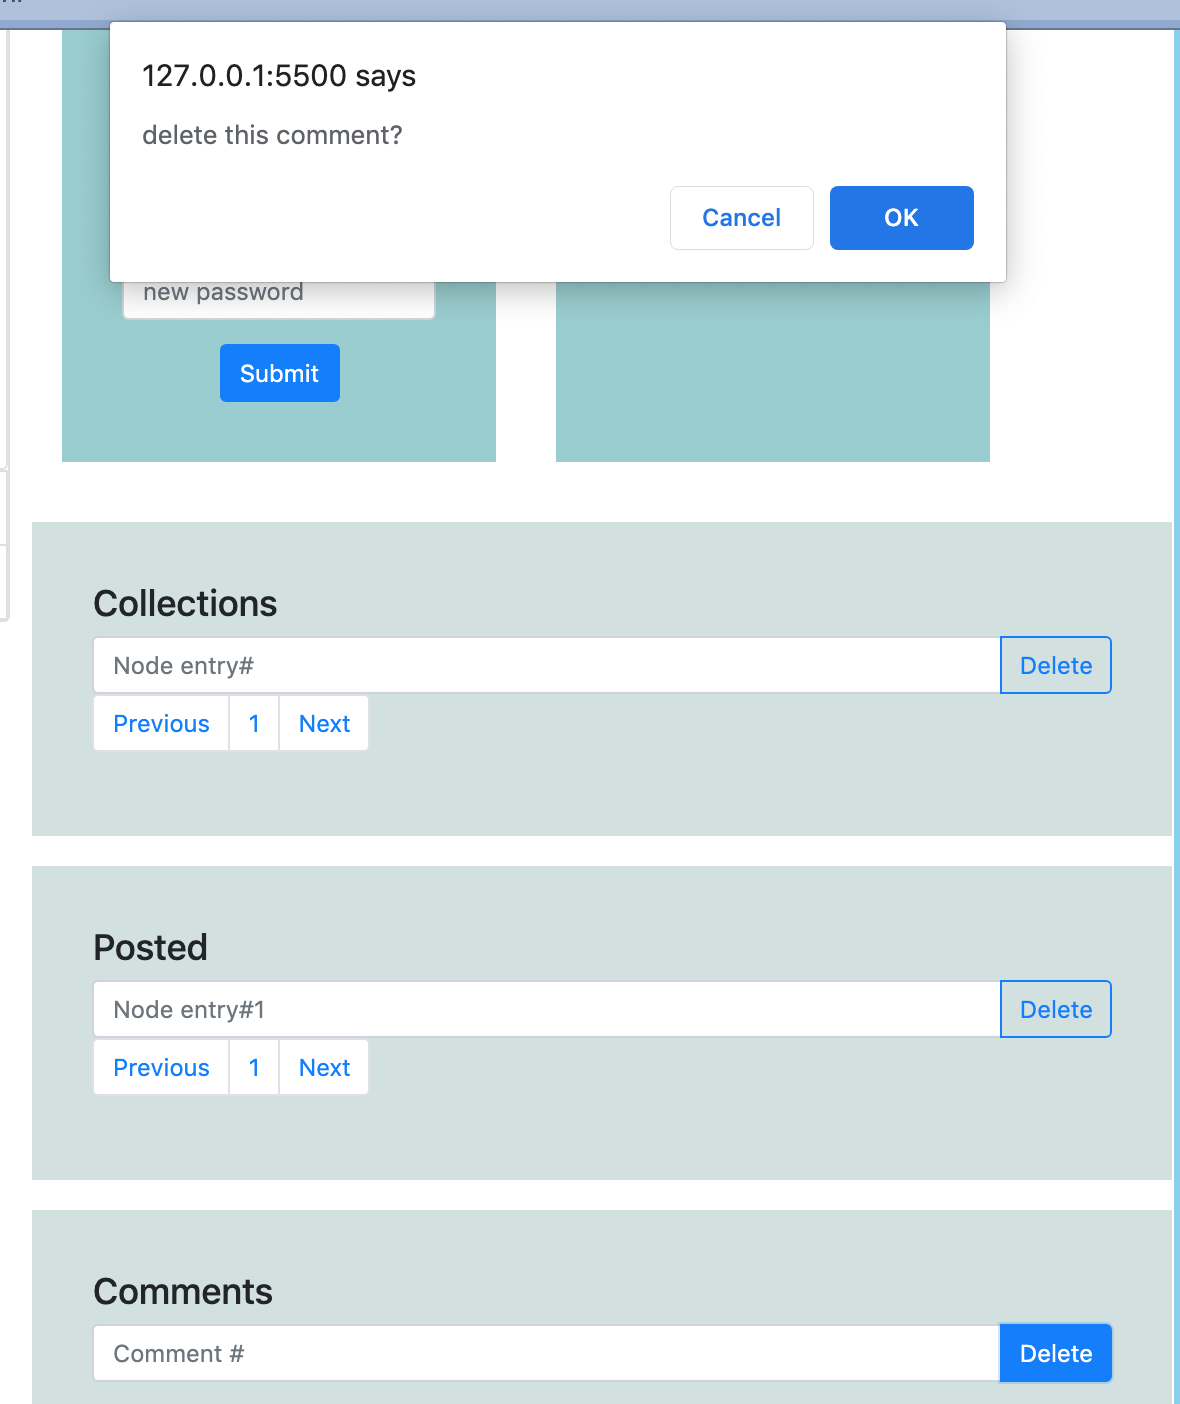 127.0.0.1:5500 says
delete this comment?
Cancel OK
new password
Submit
Collections
Node entry# Delete
Previous 1 Next
Posted
Node entry#1 Delete
Previous 1 Next
Comments
Comment # Delete